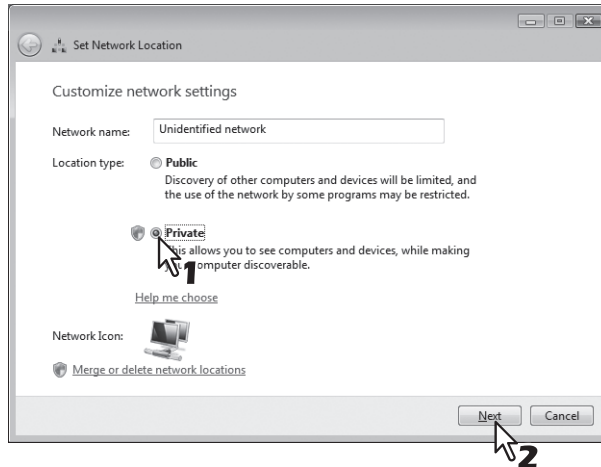 Set Network Location
Customize network settings
Network name: Unidentified network
Location type: Public
Discovery of other computers and devices will be limited, and
the use of the network by some programs may be restricted.
Private
This allows you to see computers and devices, while making
your computer discoverable.
1
Help me choose
Network Icon:
Merge or delete network locations
Next Cancel
2